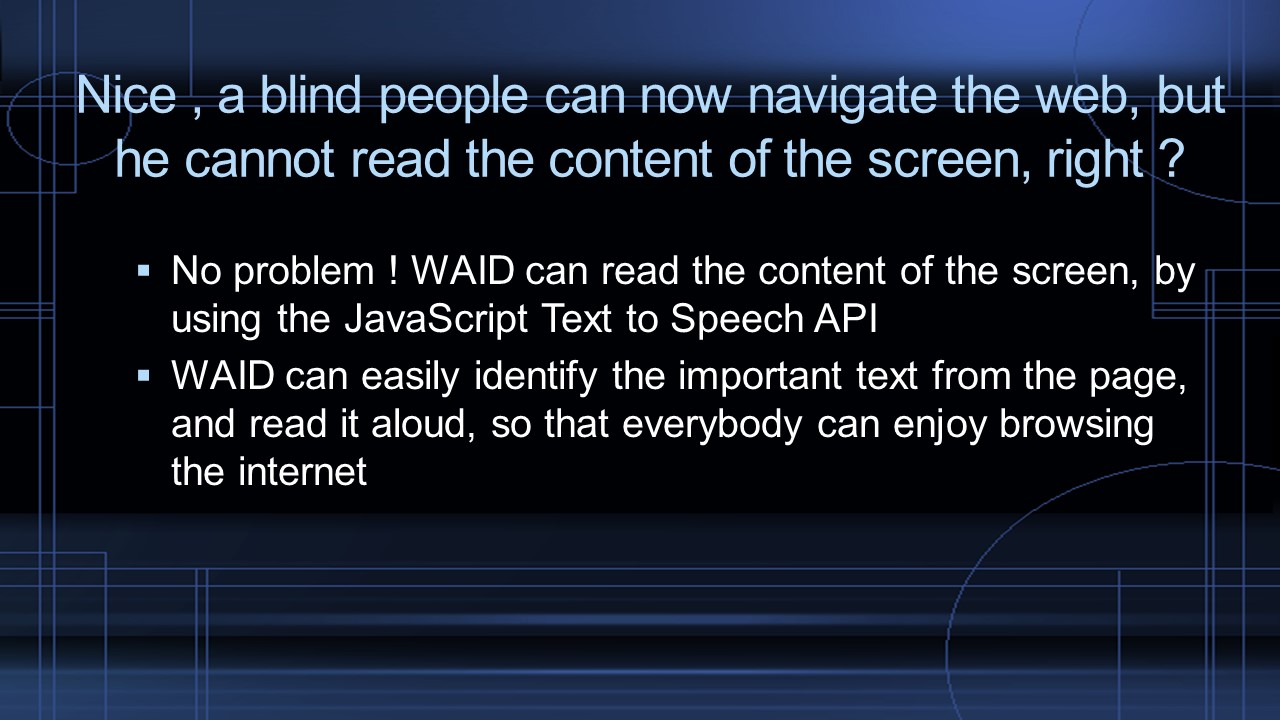 Nice , a blind people can now navigate the web, but
he cannot read the content of the screen, right ?
▪ No problem ! WAID can read the content of the screen, by
using the JavaScript Text to Speech API
▪ WAID can easily identify the important text from the page,
and read it aloud, so that everybody can enjoy browsing
the internet